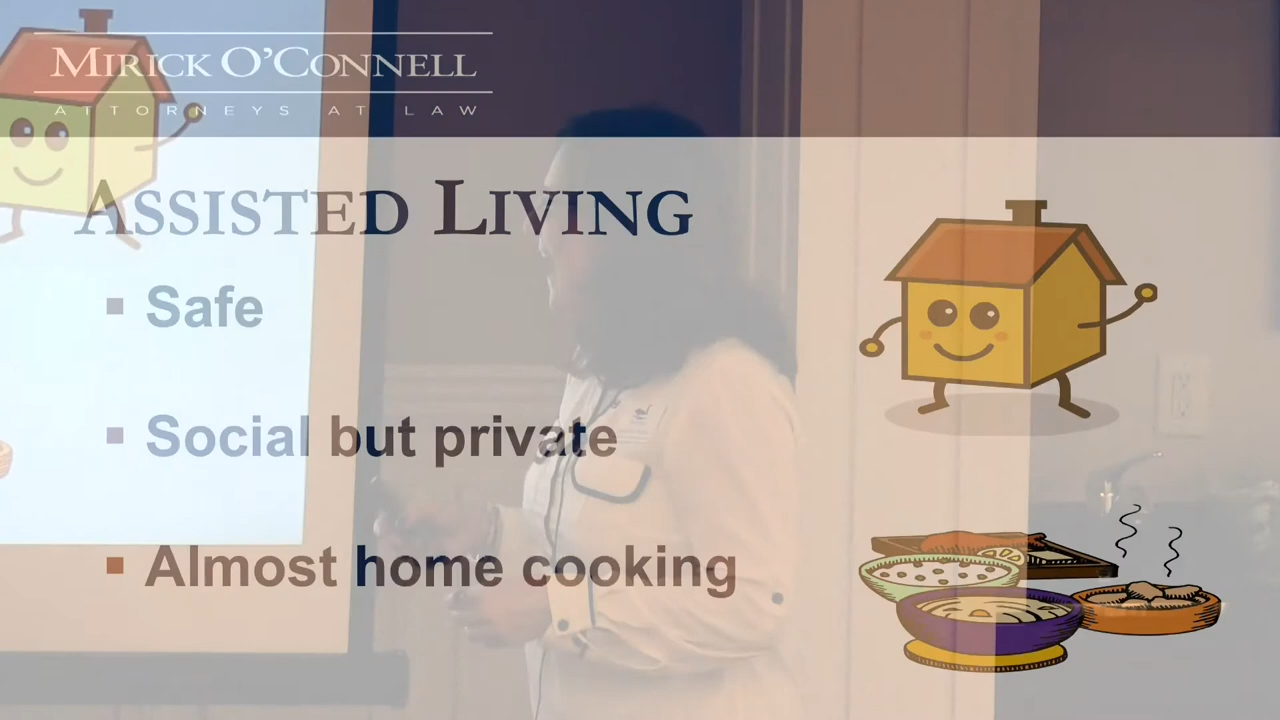 MIRICK O'CONNELL
ATTORNEYS AT LAW
ASSISTED LIVING
▪ Safe
▪ Social but private
▪ Almost home cooking